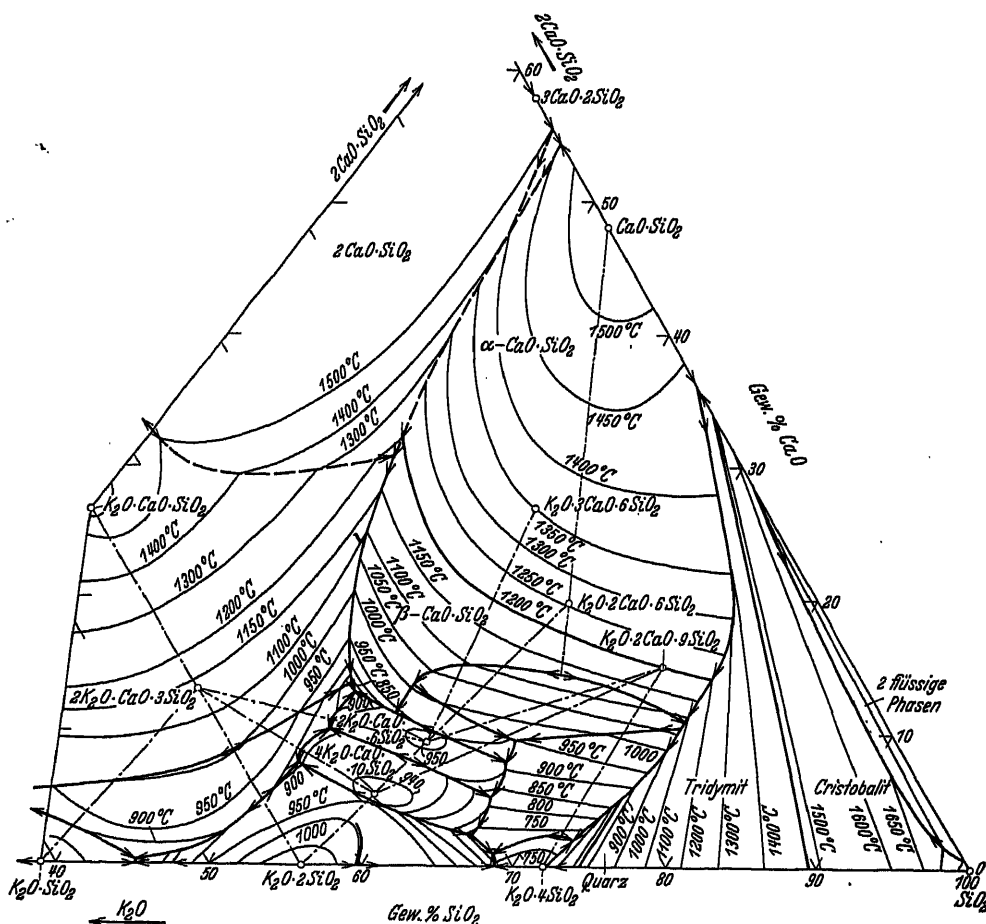 2CaO·SiO₂
60
3CaO·2SiO₂
2CaO·SiO₂
50
CaO·SiO₂
2CaO·SiO₂
1500°C
40
α-CaO·SiO₂
1500°C
1400°C
1300°C
1450°C
Gew.% CaO
30
1400°C
K₂O·CaO·SiO₂
K₂O·3CaO·6SiO₂
1400°C
1350°C
1300°C
1300°C
1150°C
1100°C
1050°C
1000°C
1250°C
1200°C
1200°C
K₂O·2CaO·6SiO₂
20
β-CaO·SiO₂
1150°C
1100°C
1000°C
950°C
K₂O·2CaO·9SiO₂
950°C
850
900
2K₂O·CaO·3SiO₂
2 flüssige
Phasen
2K₂O·CaO·
·6SiO₂
10
950
950°C
1000
4K₂O·CaO·
·10SiO₂
940
900
900°C
850°C
800
750
Tridymit
Cristobalit
900°C
950°C
950°C
1000
750
900°C
1000°C
1100°C
1200°C
1300°C
1400°C
1500°C
1600°C
1650°C
0
40
50
60
70
80
90
100
K₂O·SiO₂
K₂O·2SiO₂
K₂O·4SiO₂
Quarz
SiO₂
K₂O
Gew.% SiO₂